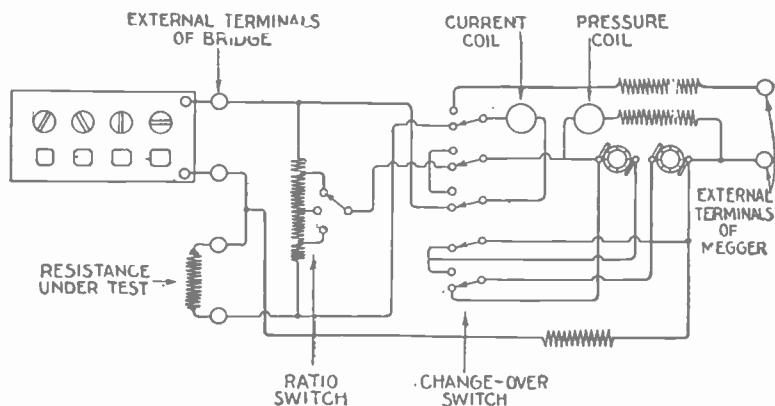 EXTERNAL TERMINALS
OF BRIDGE
CURRENT
COIL
PRESSURE
COIL
EXTERNAL
TERMINALS
OF
MEGGER
RESISTANCE
UNDER TEST
RATIO
SWITCH
CHANGE-OVER
SWITCH